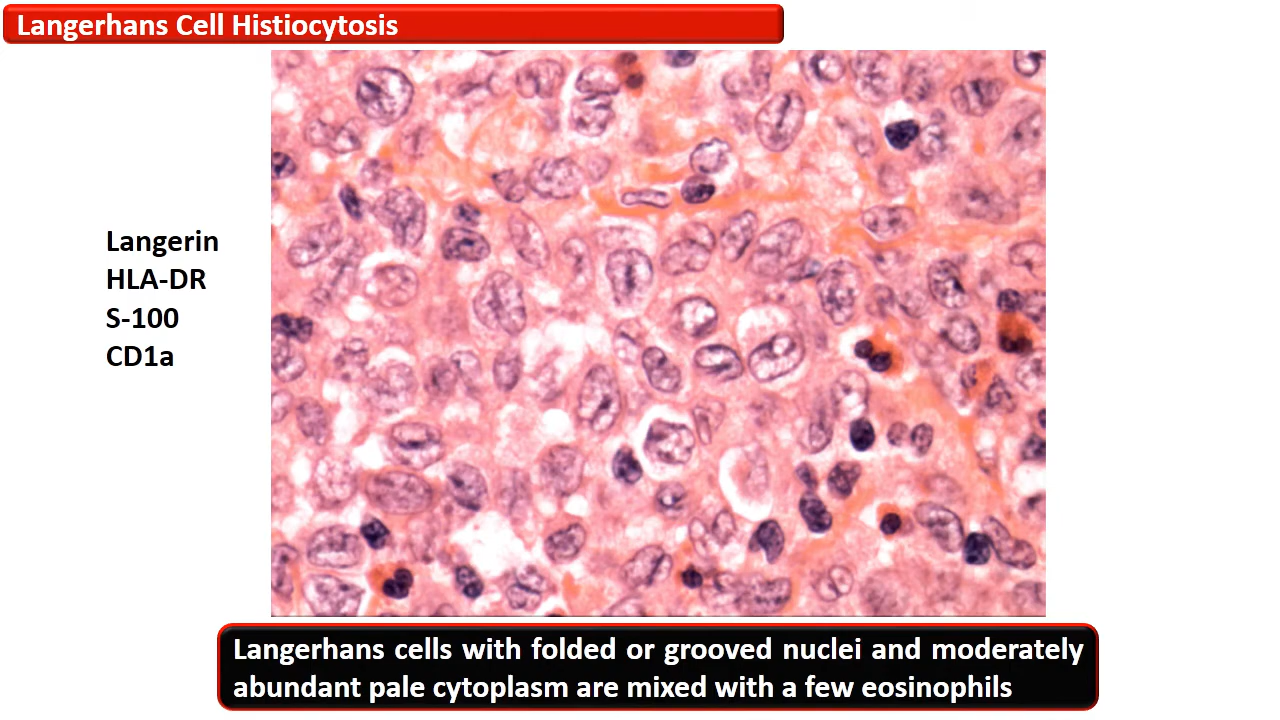 Langerhans Cell Histiocytosis
Langerin
HLA-DR
S-100
CD1a
Langerhans cells with folded or grooved nuclei and moderately
abundant pale cytoplasm are mixed with a few eosinophils